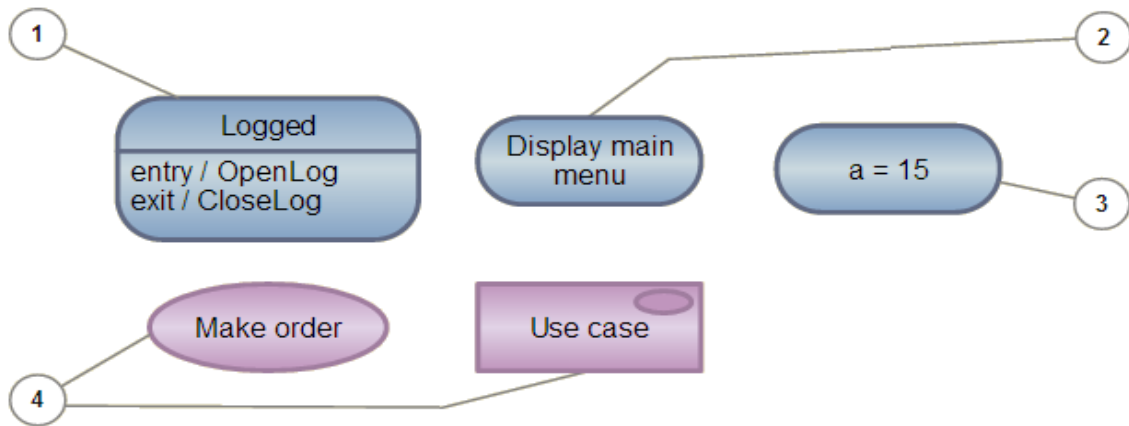 1
2
Logged
entry / OpenLog
exit / CloseLog
Display main
menu
a = 15
3
Make order
Use case
4